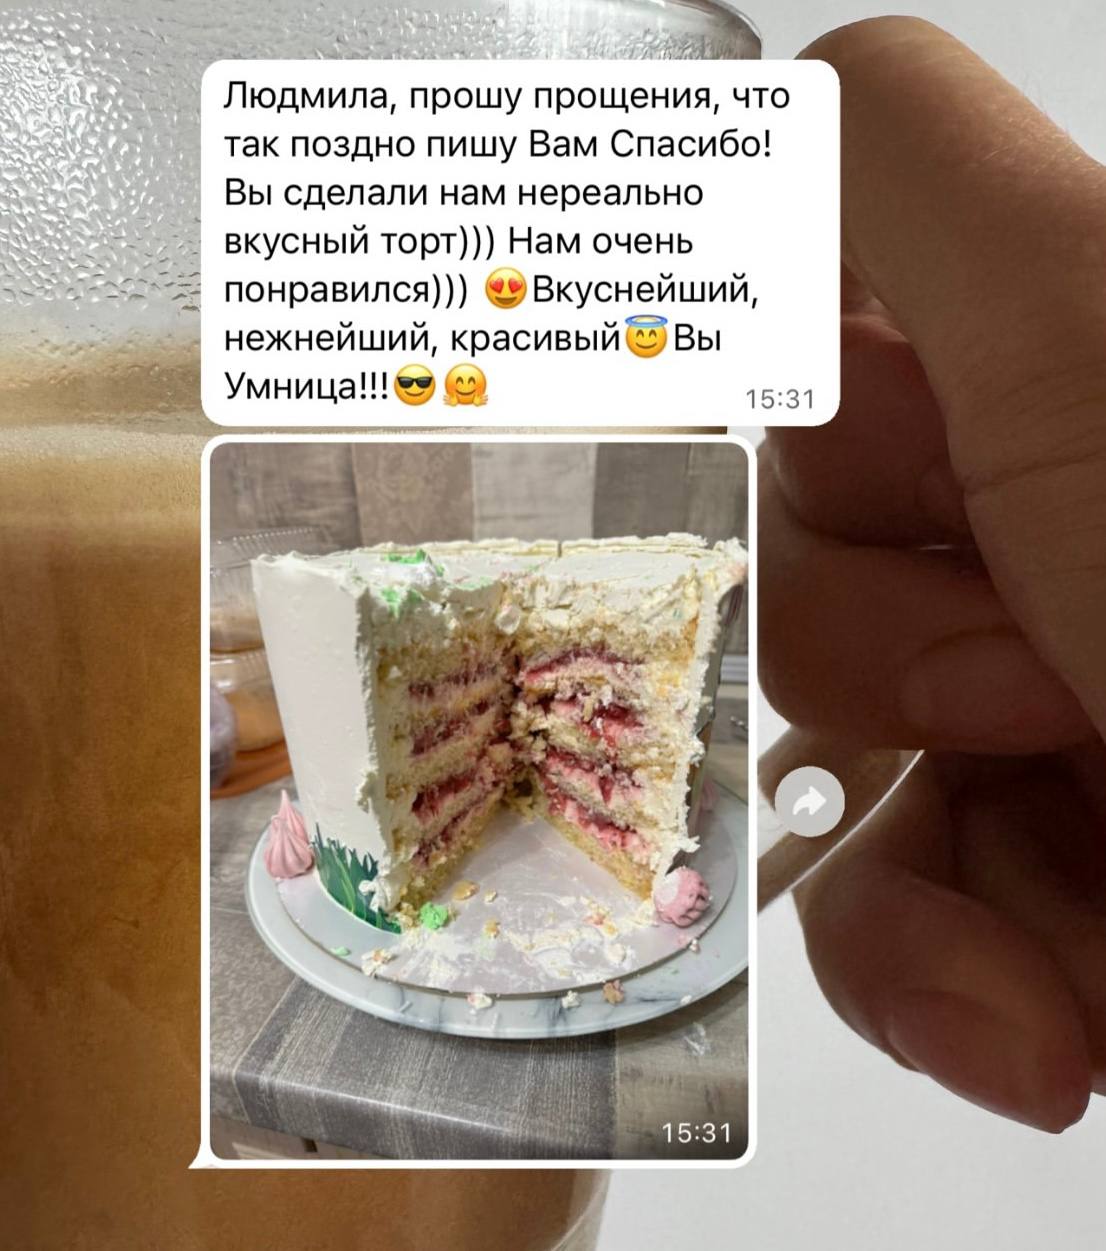 Людмила, прошу прощения, что
так поздно пишу Вам Спасибо!
Вы сделали нам нереально
вкусный торт))) Нам очень
понравился))) 😍Вкуснейший,
нежнейший, красивый😇Вы
Умница!!!😎🤗
15:31
15:31